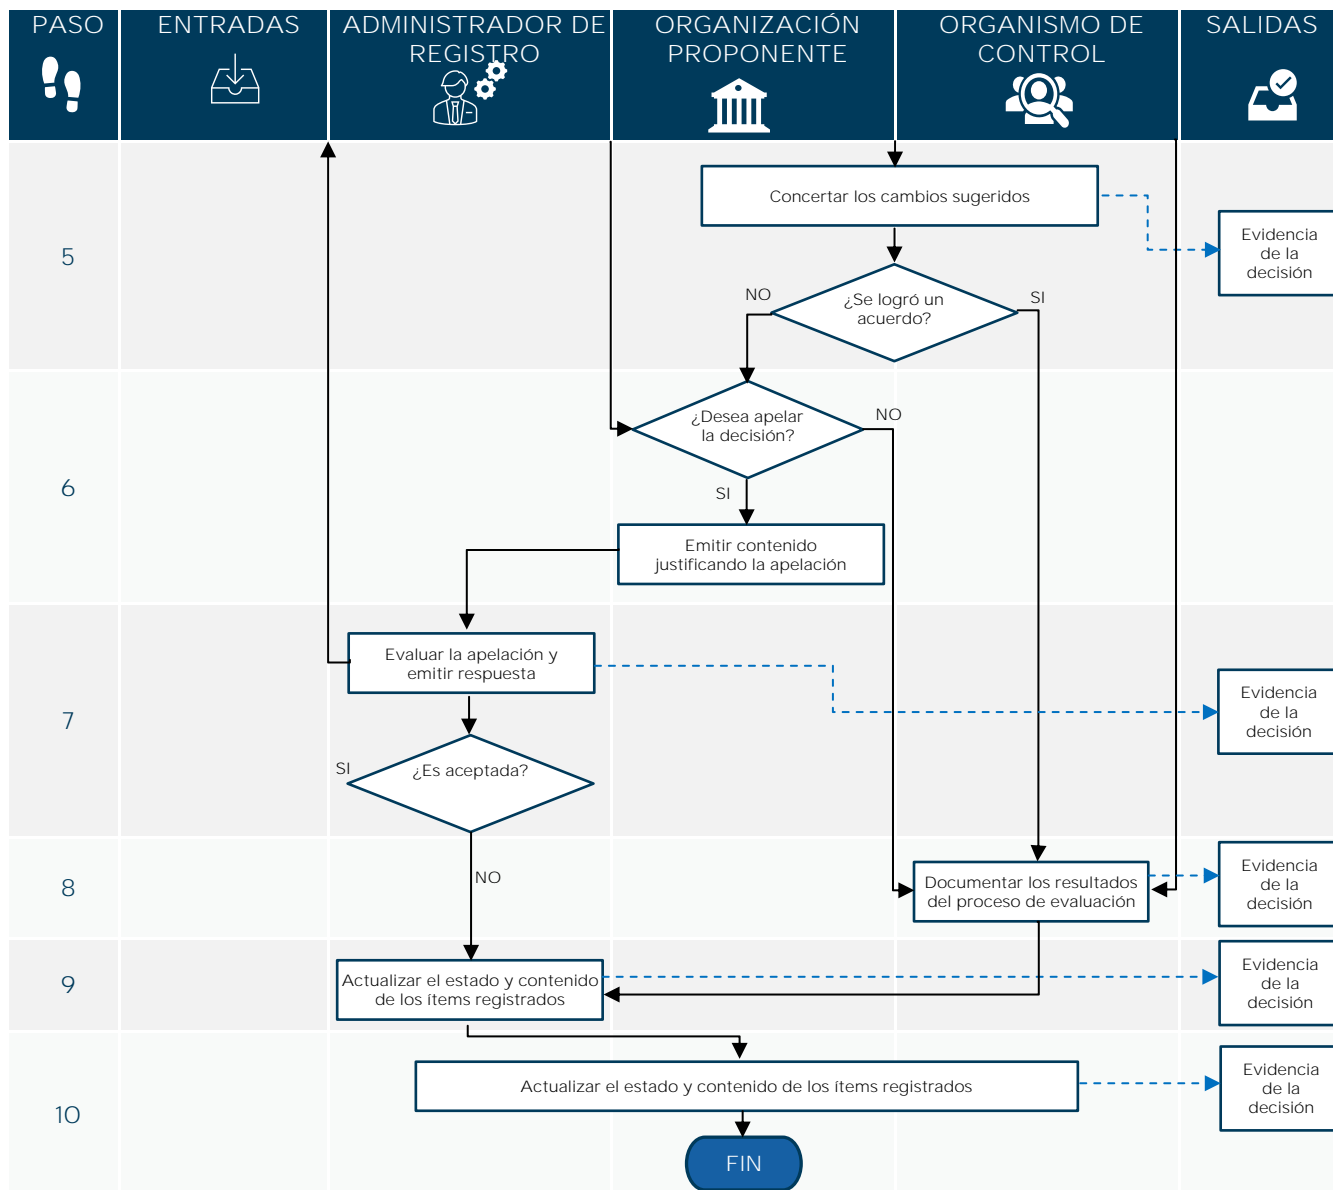 PASO
ENTRADAS
ADMINISTRADOR DE
REGISTRO
ORGANIZACIÓN
PROPONENTE
ORGANISMO DE
CONTROL
SALIDAS
5
Concertar los cambios sugeridos
Evidencia
de la
decisión
¿Se logró un
acuerdo?
NO
SI
6
¿Desea apelar
la decisión?
NO
SI
Emitir contenido
justificando la apelación
7
Evaluar la apelación y
emitir respuesta
Evidencia
de la
decisión
SI
¿Es aceptada?
NO
8
Documentar los resultados
del proceso de evaluación
Evidencia
de la
decisión
9
Actualizar el estado y contenido
de los ítems registrados
Evidencia
de la
decisión
10
Actualizar el estado y contenido de los ítems registrados
Evidencia
de la
decisión
FIN